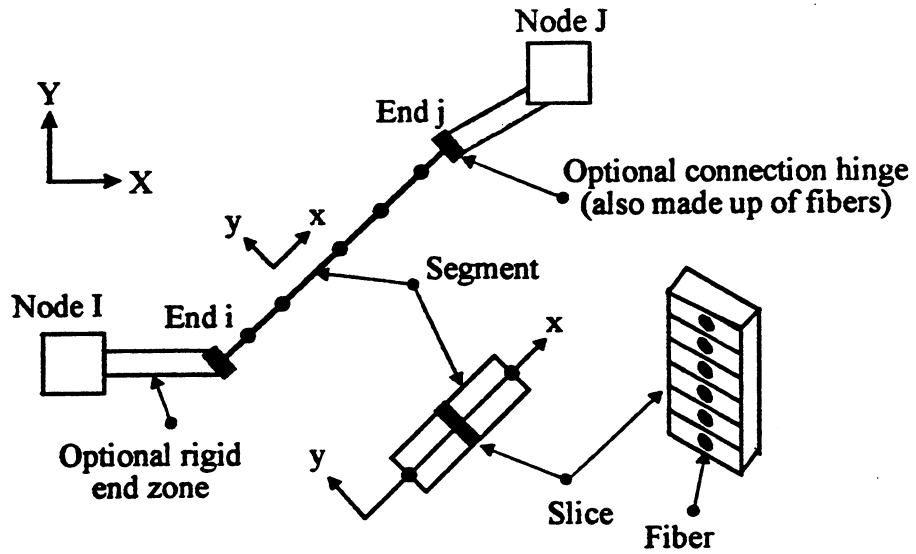 Node J
Y
End j
X
Optional connection hinge
(also made up of fibers)
y
x
Segment
Node I
End i
x
Optional rigid
end zone
y
Slice
Fiber